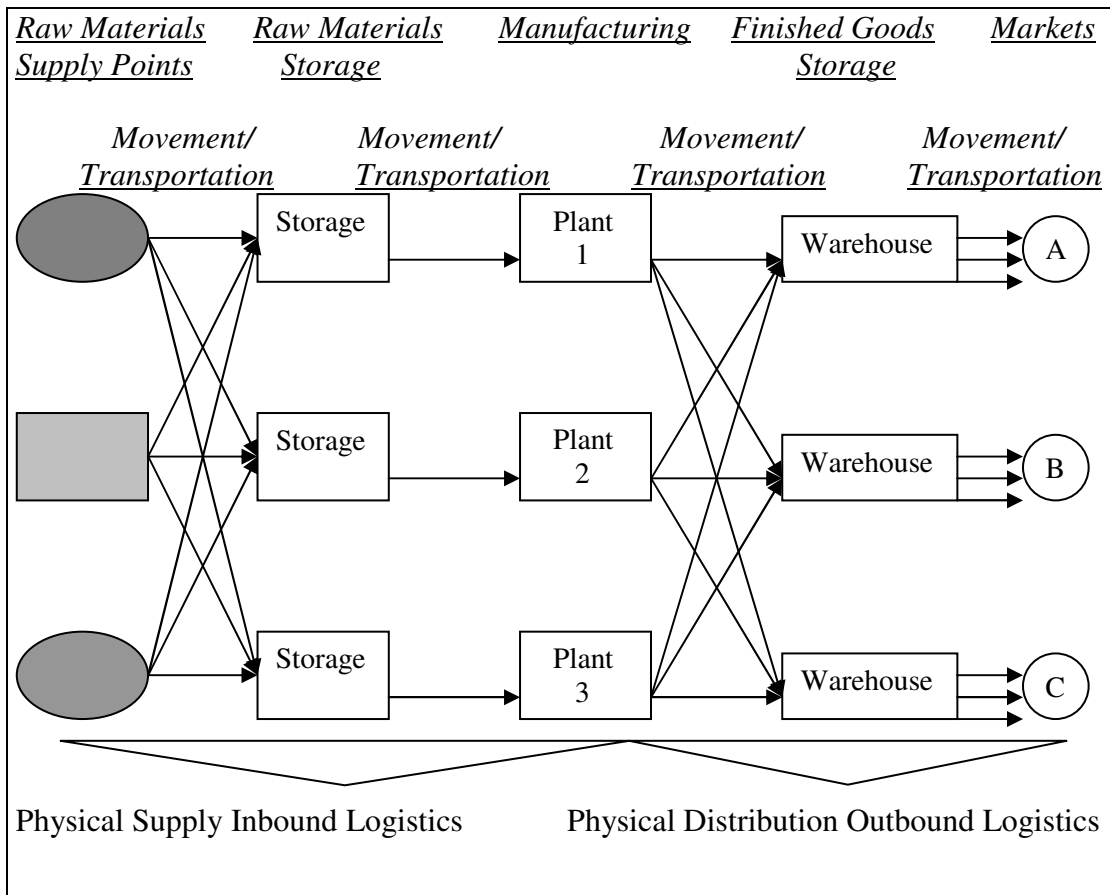 Raw Materials Raw Materials Manufacturing Finished Goods Markets
Supply Points Storage Storage
Movement/ Movement/ Movement/ Movement/
Transportation Transportation Transportation Transportation
Storage Plant Warehouse A
1
Storage Plant Warehouse B
2
Storage Plant Warehouse C
3
Physical Supply Inbound Logistics Physical Distribution Outbound Logistics